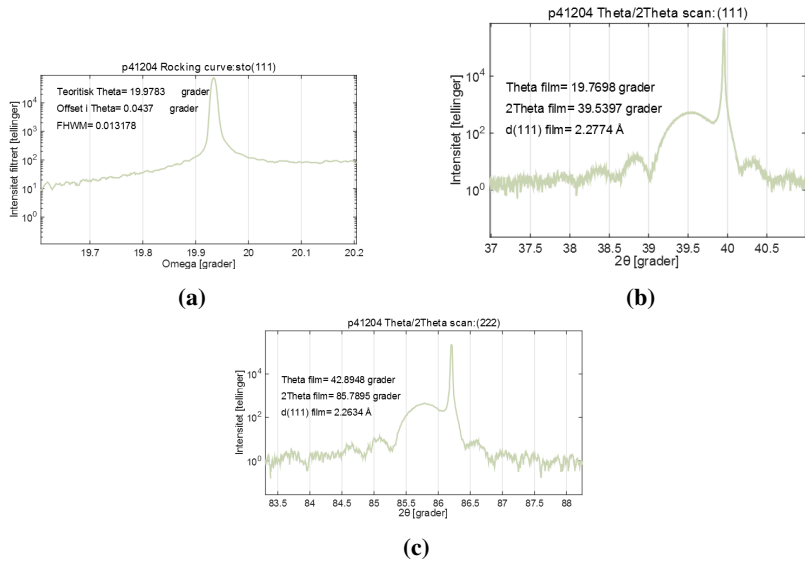 p41204 Rocking curve:sto(111)
Teoritisk Theta= 19.9783 grader
Offset i Theta= 0.0437 grader
FHWM= 0.013178
Intensitet filtrert [tellinger]
10^4
10^3
10^2
10^1
10^0
19.7 19.8 19.9 20 20.1 20.2
Omega [grader]
(a)
p41204 Theta/2Theta scan: (111)
Theta film= 19.7698 grader
2Theta film= 39.5397 grader
d(111) film= 2.2774 Å
Intensitet [tellinger]
10^4
10^2
10^0
37 37.5 38 38.5 39 39.5 40 40.5
2θ [grader]
(b)
p41204 Theta/2Theta scan: (222)
Theta film= 42.8948 grader
2Theta film= 85.7895 grader
d(111) film= 2.2634 Å
Intensitet [tellinger]
10^4
10^2
10^0
83.5 84 84.5 85 85.5 86 86.5 87 87.5 88
2θ [grader]
(c)